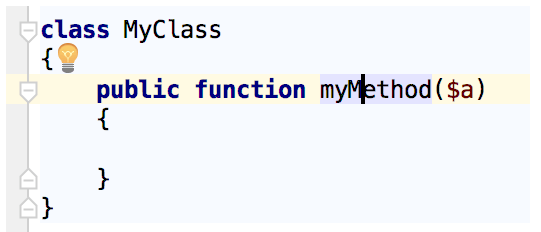 class MyClass
{
    public function myMethod($a)
    {
    }
}